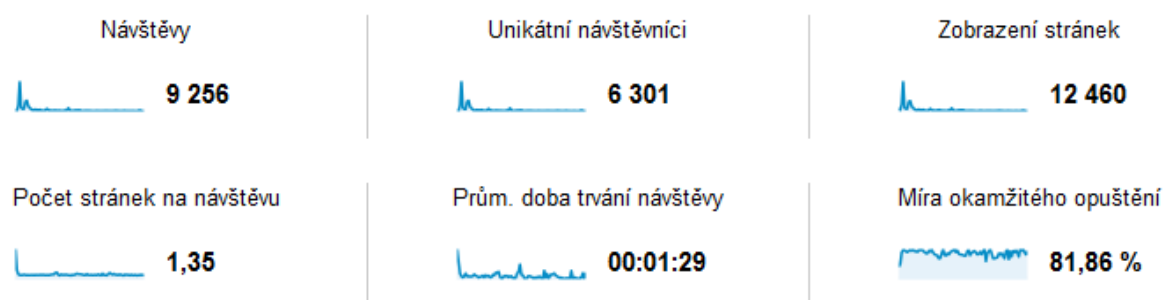 Návštěvy
Unikátní návštěvníci
Zobrazení stránek
9 256
6 301
12 460
Počet stránek na návštěvu
Prům. doba trvání návštěvy
Míra okamžitého opuštění
1,35
00:01:29
81,86 %